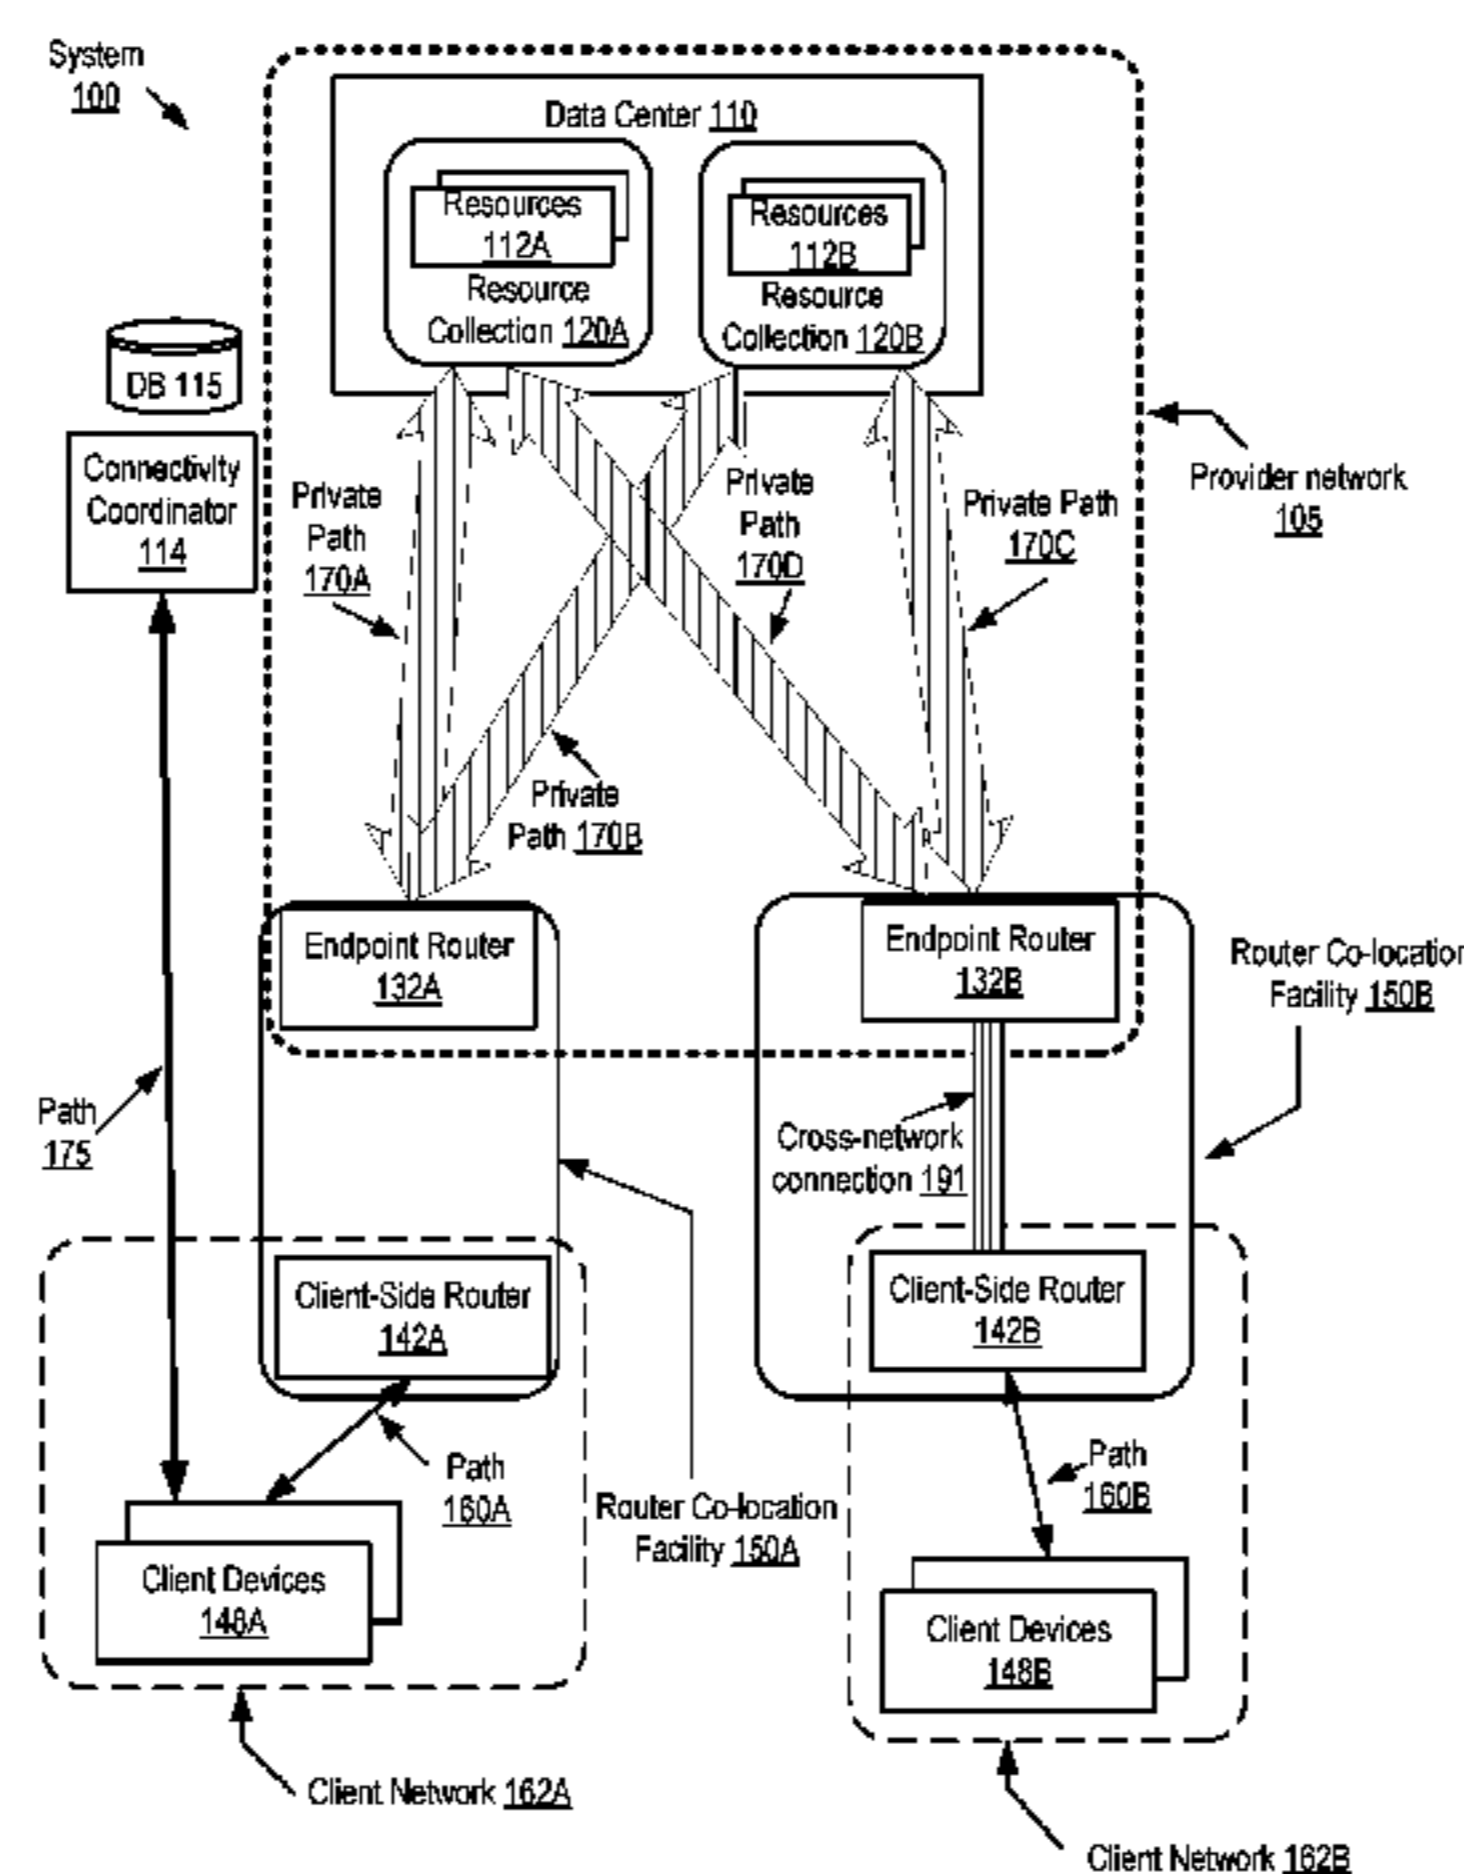 System
100
Data Center 110
Resources
112A
Resource
Collection 120A
Resources
112B
Resource
Collection 120B
DB 115
Connectivity
Coordinator
114
Private
Path
170A
Private
Path
170D
Private Path
170C
Provider network
105
Private
Path 170B
Endpoint Router
132A
Endpoint Router
132B
Router Co-location
Facility 150B
Path
175
Cross-network
connection 191
Client-Side Router
142A
Client-Side Router
142B
Path
160A
Path
160B
Router Co-location
Facility 150A
Client Devices
148A
Client Devices
148B
Client Network 162A
Client Network 162B